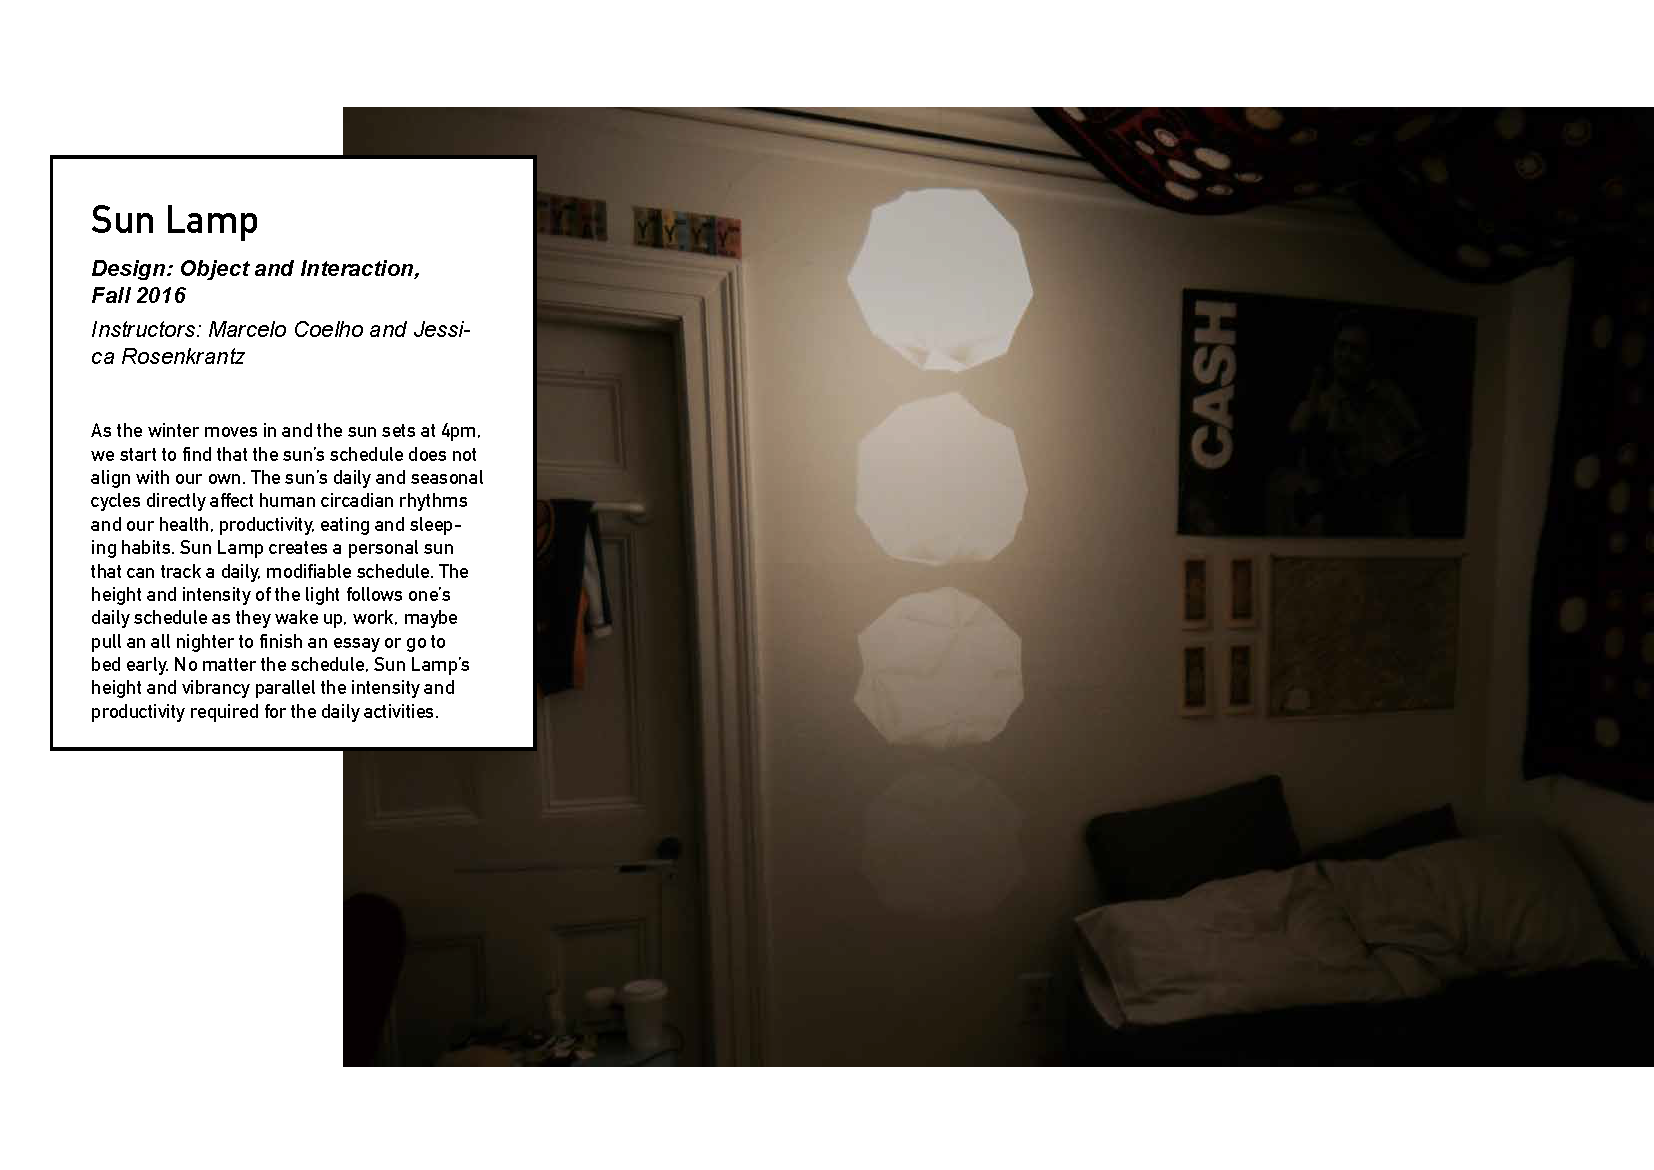 Sun Lamp
Design: Object and Interaction,
Fall 2016
Instructors: Marcelo Coelho and Jessi-
ca Rosenkrantz
As the winter moves in and the sun sets at 4pm,
we start to find that the sun's schedule does not
align with our own. The sun's daily and seasonal
cycles directly affect human circadian rhythms
and our health, productivity, eating and sleep-
ing habits. Sun Lamp creates a personal sun
that can track a daily, modifiable schedule. The
height and intensity of the light follows one's
daily schedule as they wake up, work, maybe
pull an all nighter to finish an essay or go to
bed early. No matter the schedule, Sun Lamp's
height and vibrancy parallel the intensity and
productivity required for the daily activities.
Y Y Y Y
CASH